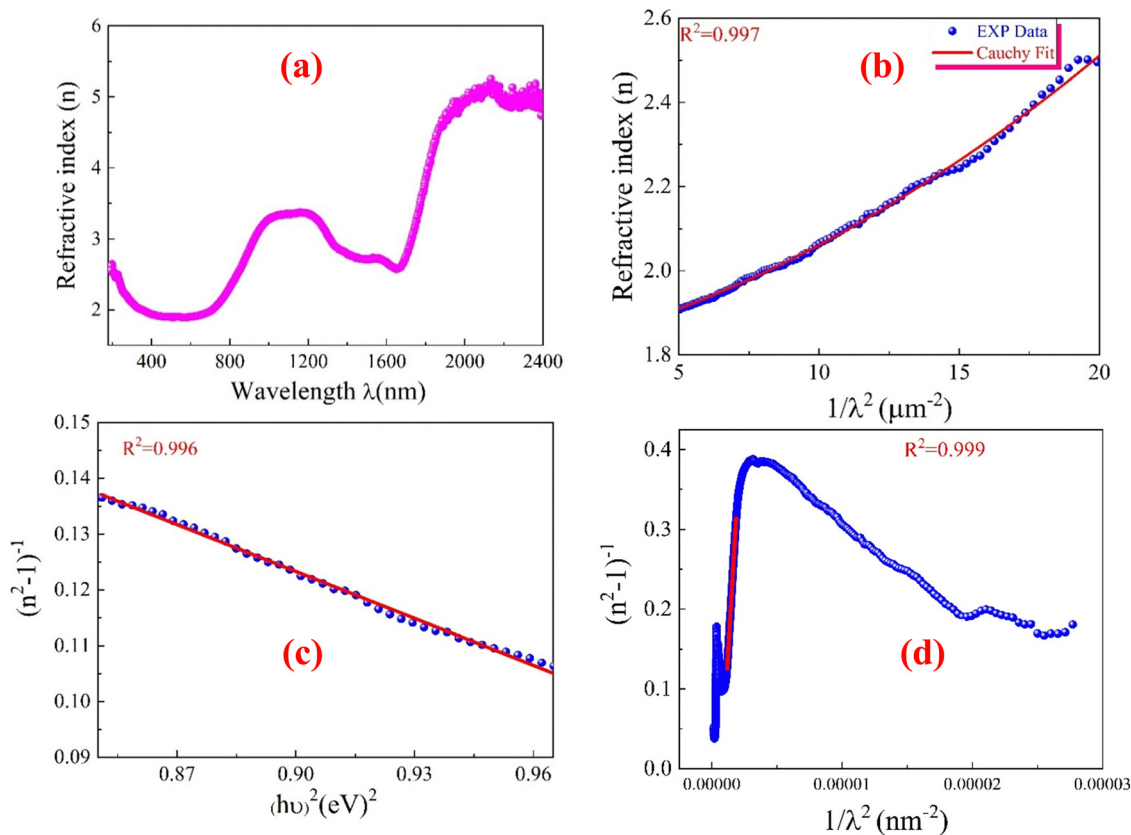 (a)
Refractive index (n)
6
5
4
3
2
400 800 1200 1600 2000 2400
Wavelength λ(nm)
(b)
R²=0.997
EXP Data
Cauchy Fit
Refractive index (n)
2.6
2.4
2.2
2.0
1.8
5 10 15 20
1/λ² (μm⁻²)
(c)
R²=0.996
(n²-1)⁻¹
0.15
0.14
0.13
0.12
0.11
0.10
0.09
0.87 0.90 0.93 0.96
(hυ)²(eV)²
(d)
R²=0.999
(n²-1)⁻¹
0.4
0.3
0.2
0.1
0.0
0.00000 0.00001 0.00002 0.00003
1/λ² (nm⁻²)